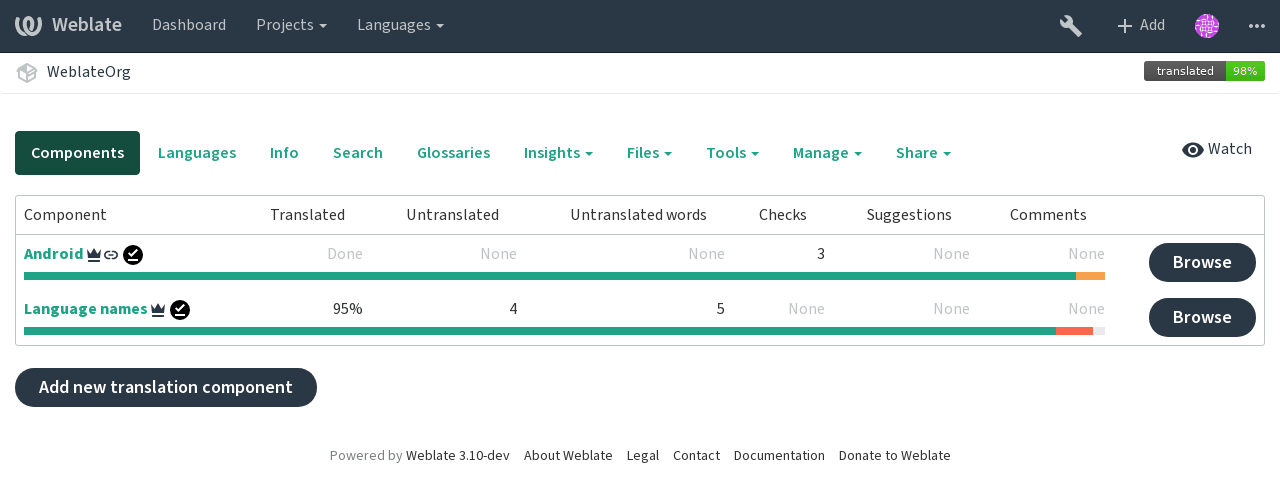 Weblate Dashboard Projects Languages Add
WeblateOrg translated 98%
Components Languages Info Search Glossaries Insights Files Tools Manage Share Watch
Component Translated Untranslated Untranslated words Checks Suggestions Comments
Android Done None None 3 None None Browse
Language names 95% 4 5 None None None Browse
Add new translation component
Powered by Weblate 3.10-dev About Weblate Legal Contact Documentation Donate to Weblate